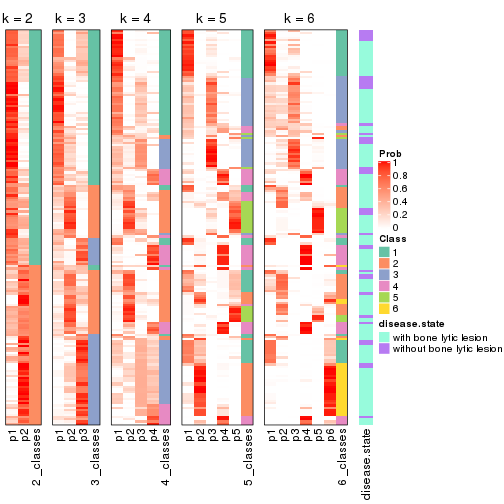 k = 2
k = 3
k = 4
k = 5
k = 6
p1
p2
2_classes
p1
p2
p3
3_classes
p1
p2
p3
p4
4_classes
p1
p2
p3
p4
p5
5_classes
p1
p2
p3
p4
p5
p6
6_classes
disease.state
Prob
1
0.8
0.6
0.4
0.2
0
Class
1
2
3
4
5
6
disease.state
with bone lytic lesion
without bone lytic lesion